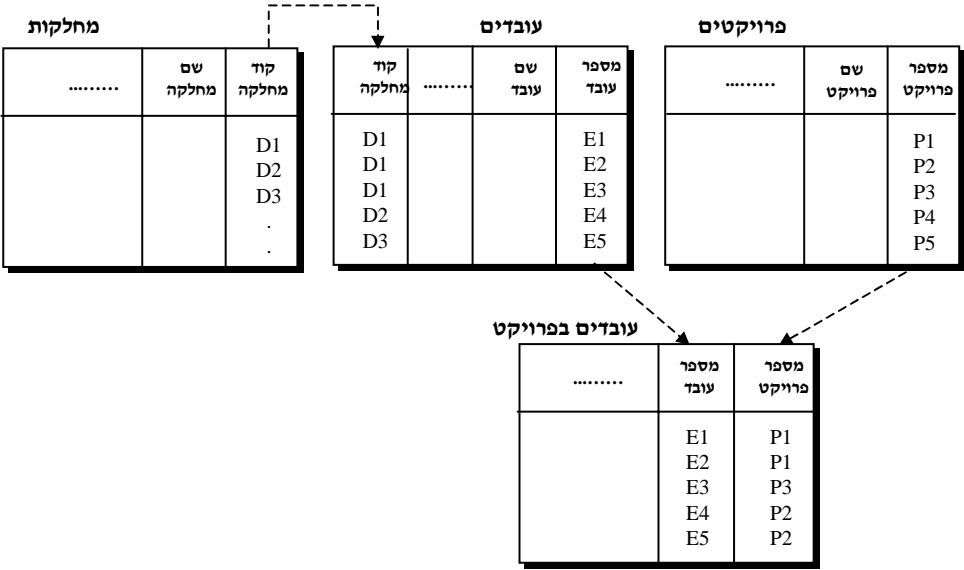 פרויקטים
מספר פרויקט
שם פרויקט
...........
P1
P2
P3
P4
P5
עובדים
מספר עובד
שם עובד
...........
קוד מחלקה
E1 D1
E2 D1
E3 D1
E4 D2
E5 D3
מחלקות
קוד מחלקה
שם מחלקה
...........
D1
D2
D3
.
.
עובדים בפרויקט
מספר פרויקט
מספר עובד
...........
P1 E1
P1 E2
P3 E3
P2 E4
P2 E5